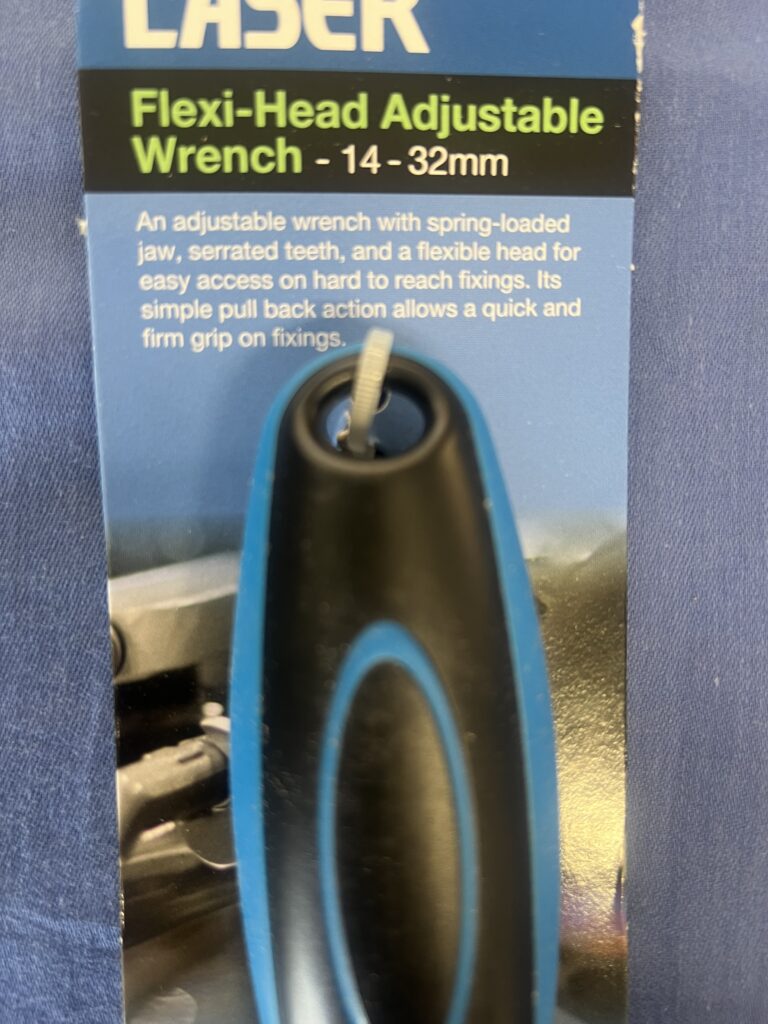 LASER
Flexi-Head Adjustable
Wrench - 14 - 32mm
An adjustable wrench with spring-loaded
jaw, serrated teeth, and a flexible head for
easy access on hard to reach fixings. Its
simple pull back action allows a quick and
firm grip on fixings.